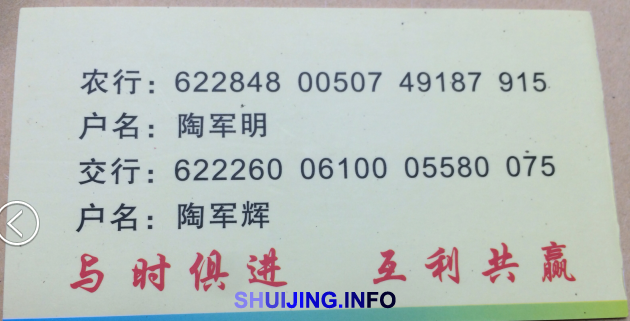 农行：622848 00507 49187 915
户名：陶军明
交行：622260 06100 05580 075
户名：陶军辉
与时俱进 互利共赢
SHUIJING.INFO